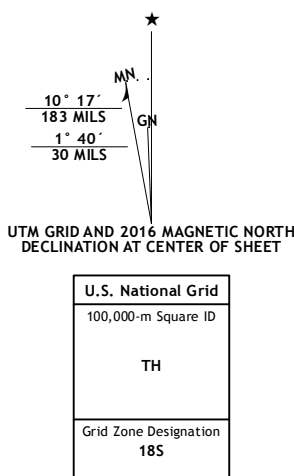 ★
MN
10° 17´
183 MILS
GN
1° 40´
30 MILS
UTM GRID AND 2016 MAGNETIC NORTH
DECLINATION AT CENTER OF SHEET
U.S. National Grid
100,000-m Square ID
TH
Grid Zone Designation
18S